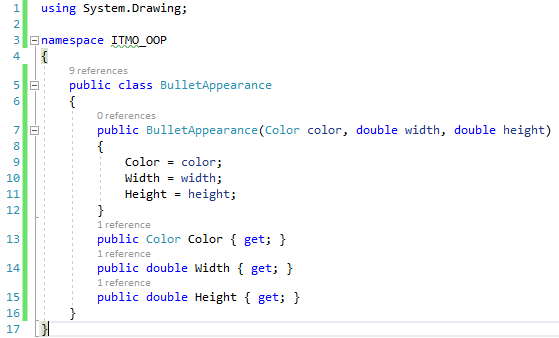 1 using System.Drawing;
2
3 namespace ITMO_OOP
4 {
9 references
5 public class BulletAppearance
6 {
0 references
7 public BulletAppearance(Color color, double width, double height)
8 {
9 Color = color;
10 Width = width;
11 Height = height;
12 }
1 reference
13 public Color Color { get; }
1 reference
14 public double Width { get; }
1 reference
15 public double Height { get; }
16 }
17 }